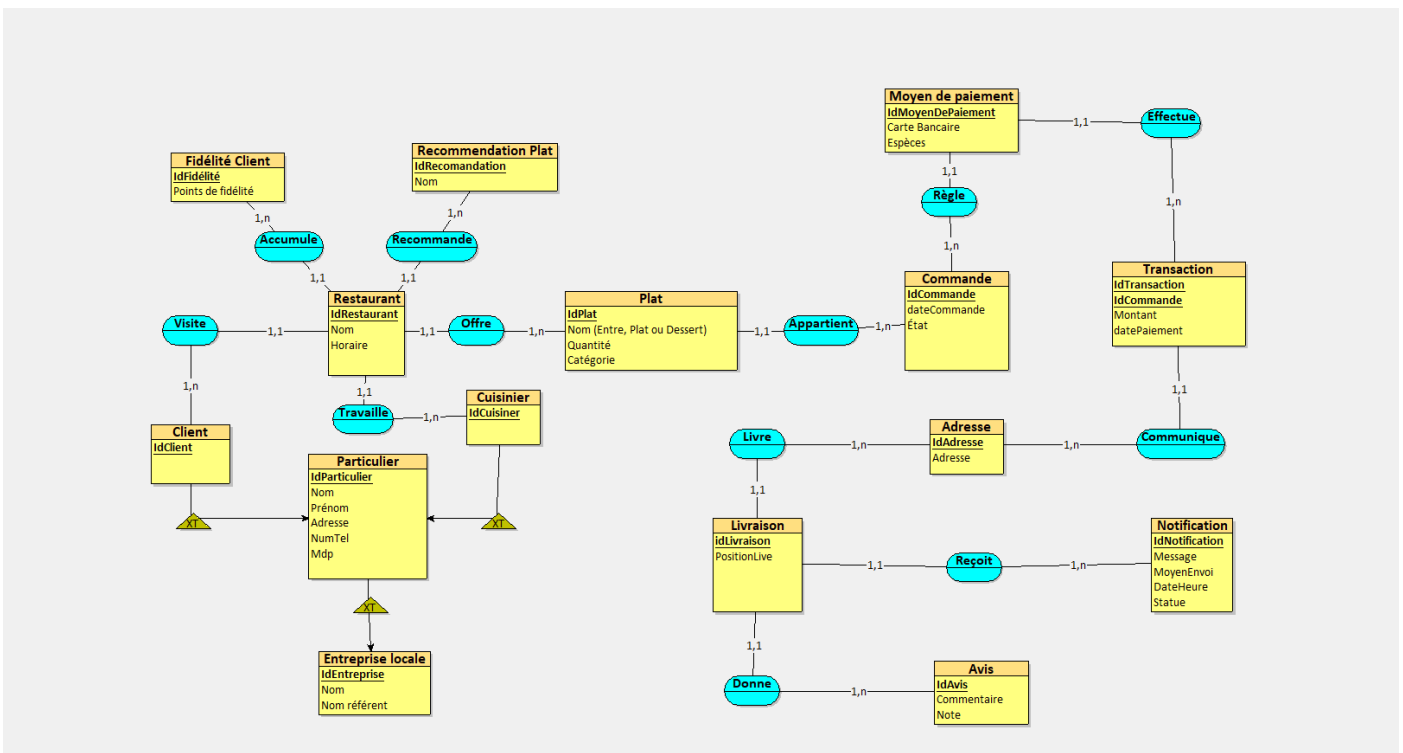 Moyen de paiement
IdMoyenDePaiement
Carte Bancaire
Espèces
1,1
Effectue
1,n
1,1
Règle
1,n
Fidélité Client
IdFidélité
Points de fidélité
1,n
Accumule
1,1
Recommendation Plat
IdRecomandation
Nom
1,n
Recommande
1,1
Restaurant
IdRestaurant
Nom
Horaire
Visite
1,1
1,n
1,1
Offre
1,n
Plat
IdPlat
Nom (Entre, Plat ou Dessert)
Quantité
Catégorie
1,1
Appartient
1,n
Commande
IdCommande
dateCommande
État
Transaction
IdTransaction
IdCommande
Montant
datePaiement
1,1
1,1
Travaille
1,n
Cuisinier
IdCuisiner
Client
IdClient
Particulier
IdParticulier
Nom
Prénom
Adresse
NumTel
Mdp
XT
XT
XT
Entreprise locale
IdEntreprise
Nom
Nom référent
Livre
1,n
Adresse
IdAdresse
Adresse
1,n
Communique
1,1
Livraison
idLivraison
PositionLive
1,1
Reçoit
1,n
Notification
IdNotification
Message
MoyenEnvoi
DateHeure
Statue
1,1
Donne
1,n
Avis
IdAvis
Commentaire
Note